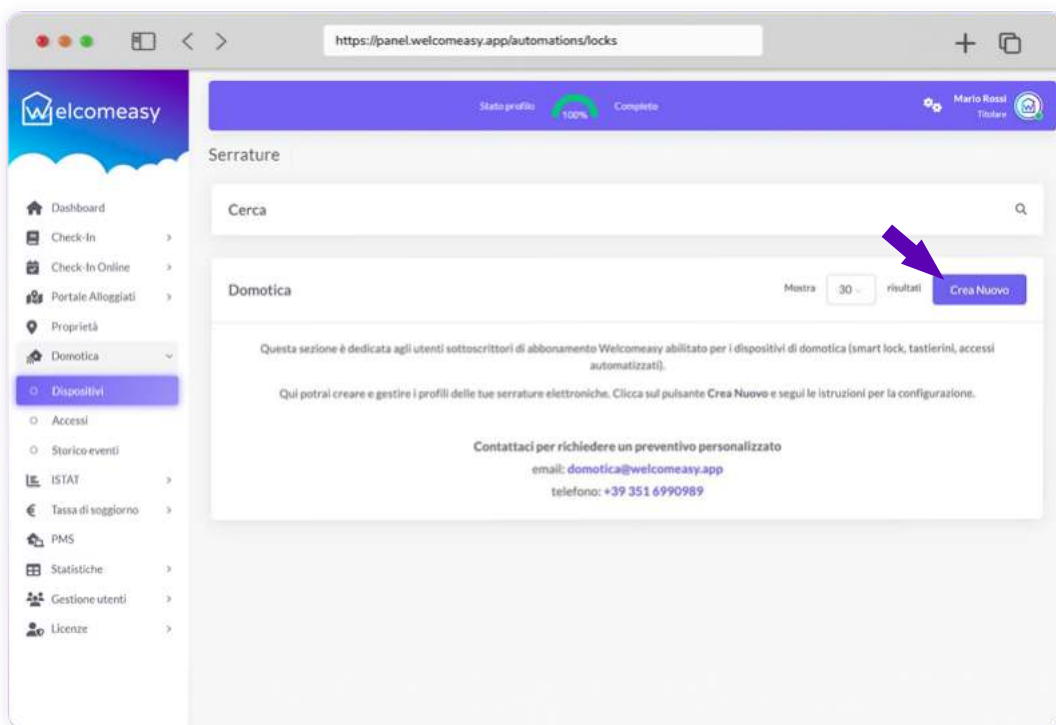 https://panel.welcomeasy.app/automations/locks
Welcomeasy
Stato profilo 100% Completo
Mario Rossi
Titolare
Serrature
Dashboard
Check-In
Check-In Online
Portale Alloggiati
Proprietà
Domotica
Dispositivi
Accessi
Storico eventi
ISTAT
Tassa di soggiorno
PMS
Statistiche
Gestione utenti
Licenze
Cerca
Domotica
Mostra 30 risultati
Crea Nuovo
Questa sezione è dedicata agli utenti sottoscrittori di abbonamento Welcomeasy abilitato per i dispositivi di domotica (smart lock, tastierini, accessi
automatizzati).
Qui potrai creare e gestire i profili delle tue serrature elettroniche. Clicca sul pulsante Crea Nuovo e segui le istruzioni per la configurazione.
Contattaci per richiedere un preventivo personalizzato
email: domotica@welcomeasy.app
telefono: +39 351 6990989